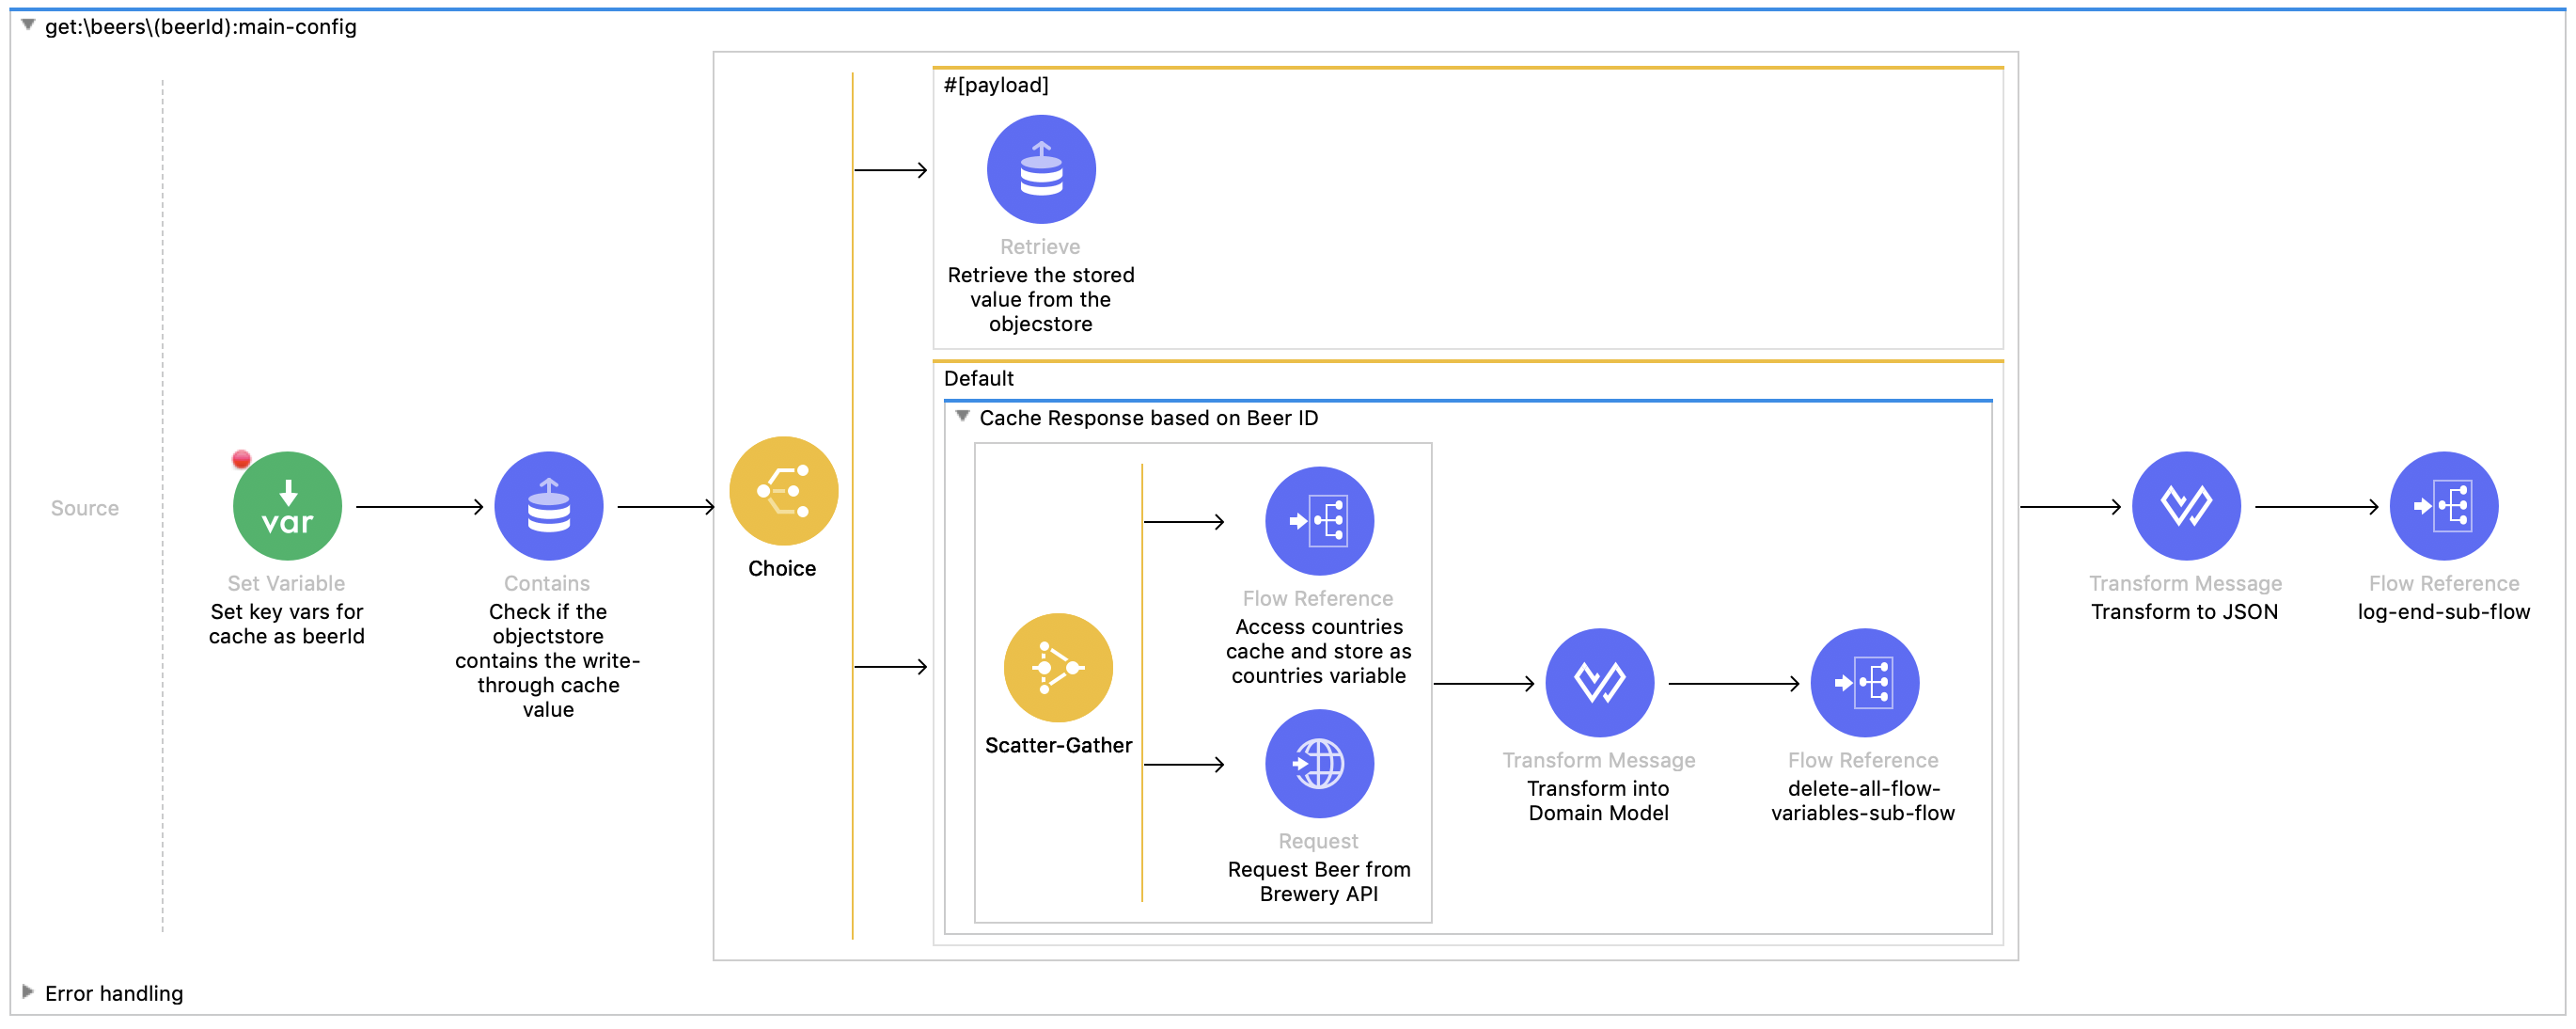 get:\beers\(beerId):main-config
Source
var
Set Variable
Set key vars for
cache as beerId
Contains
Check if the
objectstore
contains the write-
through cache
value
Choice
#[payload]
Retrieve
Retrieve the stored
value from the
objecstore
Default
Cache Response based on Beer ID
Scatter-Gather
Flow Reference
Access countries
cache and store as
countries variable
Request
Request Beer from
Brewery API
Transform Message
Transform into
Domain Model
Flow Reference
delete-all-flow-
variables-sub-flow
Transform Message
Transform to JSON
Flow Reference
log-end-sub-flow
Error handling